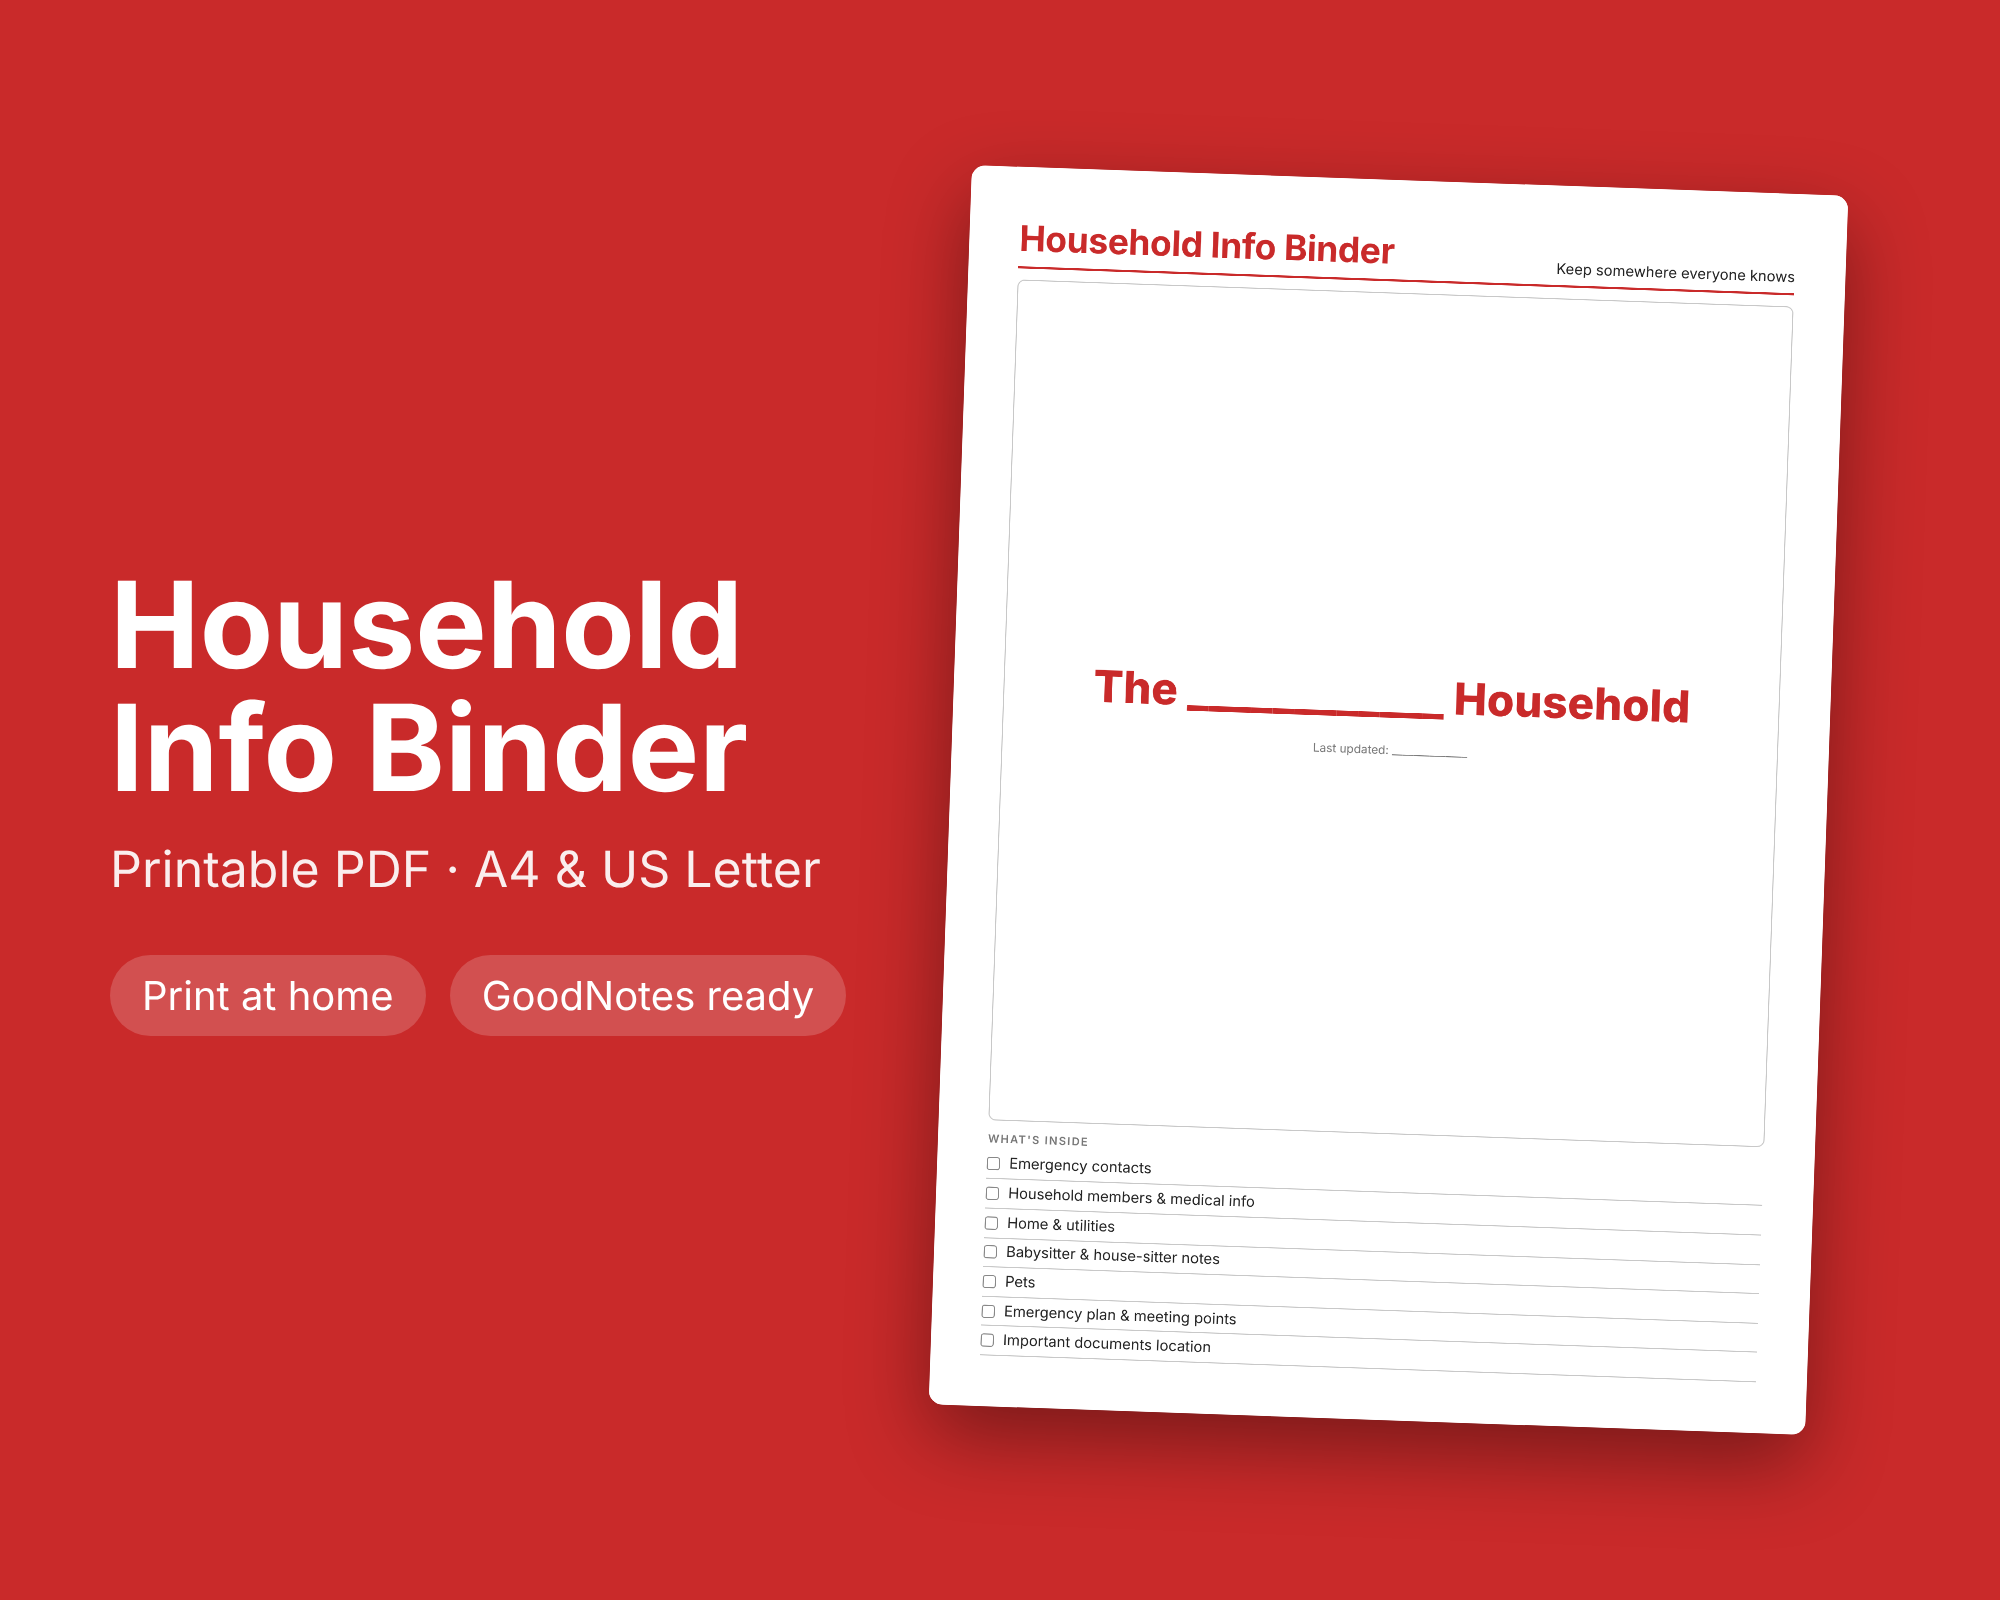 Household
Info Binder
Printable PDF · A4 & US Letter
Print at home
GoodNotes ready
Household Info Binder
Keep somewhere everyone knows
The ____________ Household
Last updated: ____________
WHAT'S INSIDE
Emergency contacts
Household members & medical info
Home & utilities
Babysitter & house-sitter notes
Pets
Emergency plan & meeting points
Important documents location